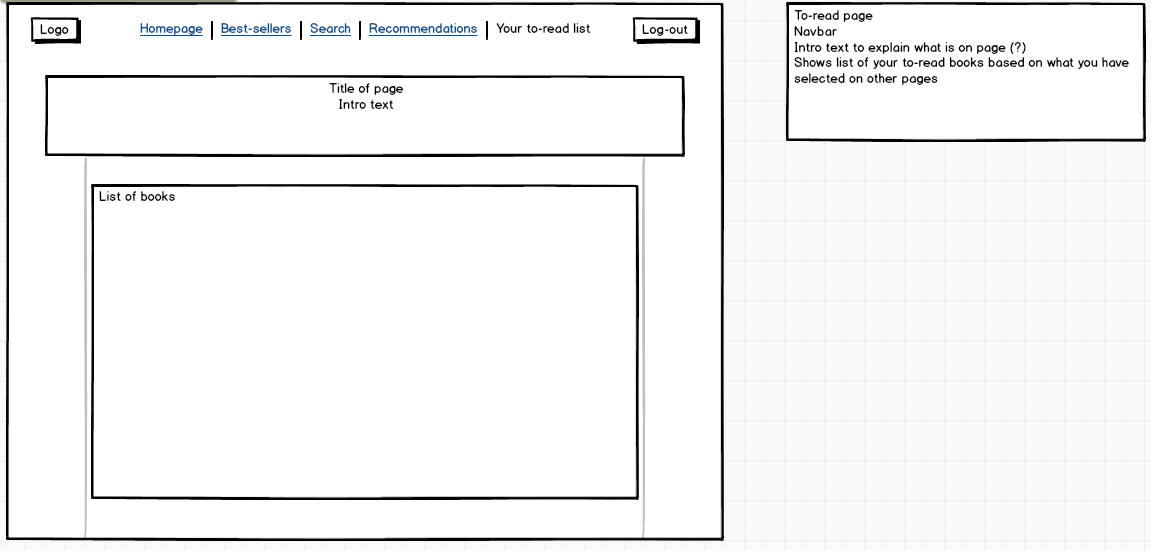 Logo
Homepage | Best-sellers | Search | Recommendations | Your to-read list
Log-out
Title of page
Intro text
List of books
To-read page
Navbar
Intro text to explain what is on page (?)
Shows list of your to-read books based on what you have
selected on other pages